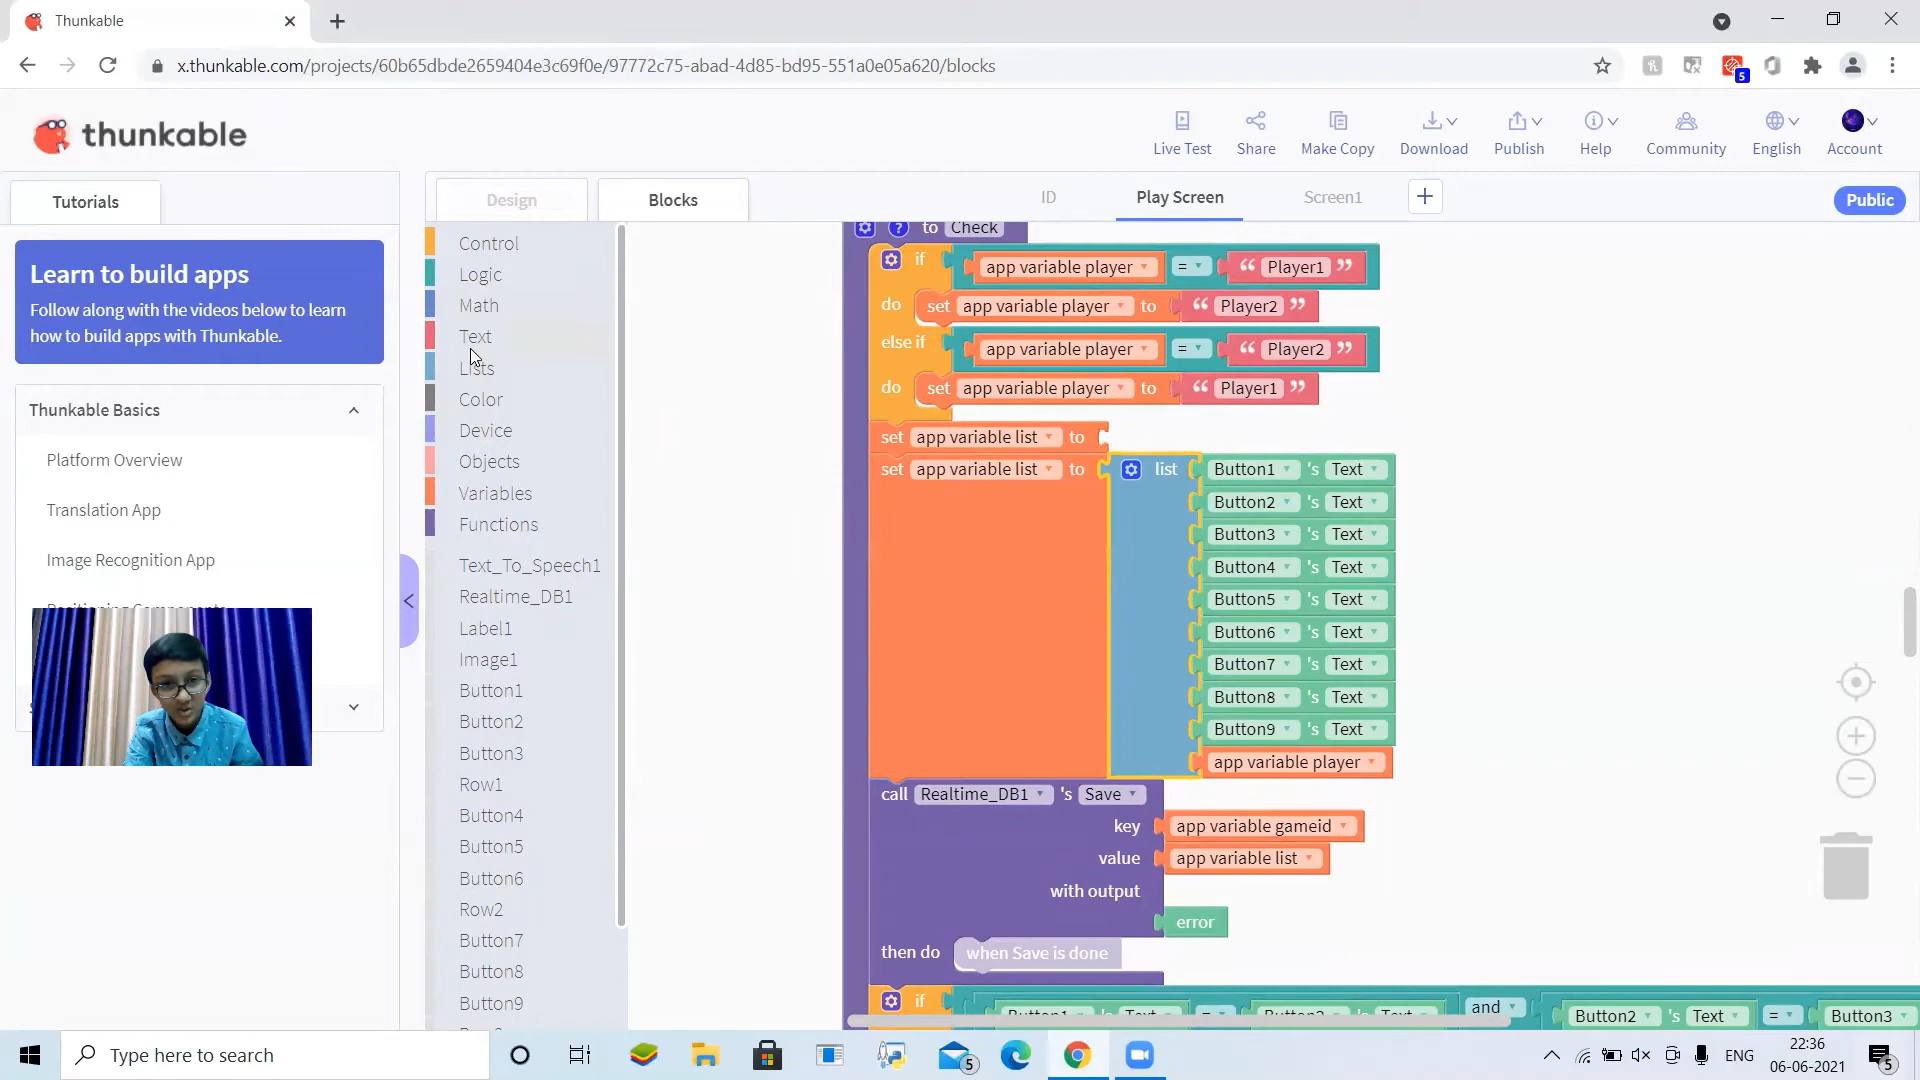 Thunkable
x.thunkable.com/projects/60b65dbde2659404e3c69f0e/97772c75-abad-4d85-bd95-551a0e05a620/blocks
5
thunkable
Live Test
Share
Make Copy
Download
Publish
Help
Community
English
Account
Tutorials
Design
Blocks
ID
Play Screen
Screen1
Public
Learn to build apps
Follow along with the videos below to learn
how to build apps with Thunkable.
Thunkable Basics
Platform Overview
Translation App
Image Recognition App
Control
Logic
Math
Text
Lists
Color
Device
Objects
Variables
Functions
Text_To_Speech1
Realtime_DB1
Label1
Image1
Button1
Button2
Button3
Row1
Button4
Button5
Button6
Row2
Button7
Button8
Button9
? to Check
if app variable player = “ Player1 ”
do set app variable player to “ Player2 ”
else if app variable player = “ Player2 ”
do set app variable player to “ Player1 ”
set app variable list to
set app variable list to list Button1 's Text
Button2 's Text
Button3 's Text
Button4 's Text
Button5 's Text
Button6 's Text
Button7 's Text
Button8 's Text
Button9 's Text
app variable player
call Realtime_DB1 's Save
key app variable gameid
value app variable list
with output
error
then do when Save is done
if Button1 's Text = Button2 's Text and Button2 's Text = Button3
Type here to search
5
ENG
22:36
06-06-2021
5